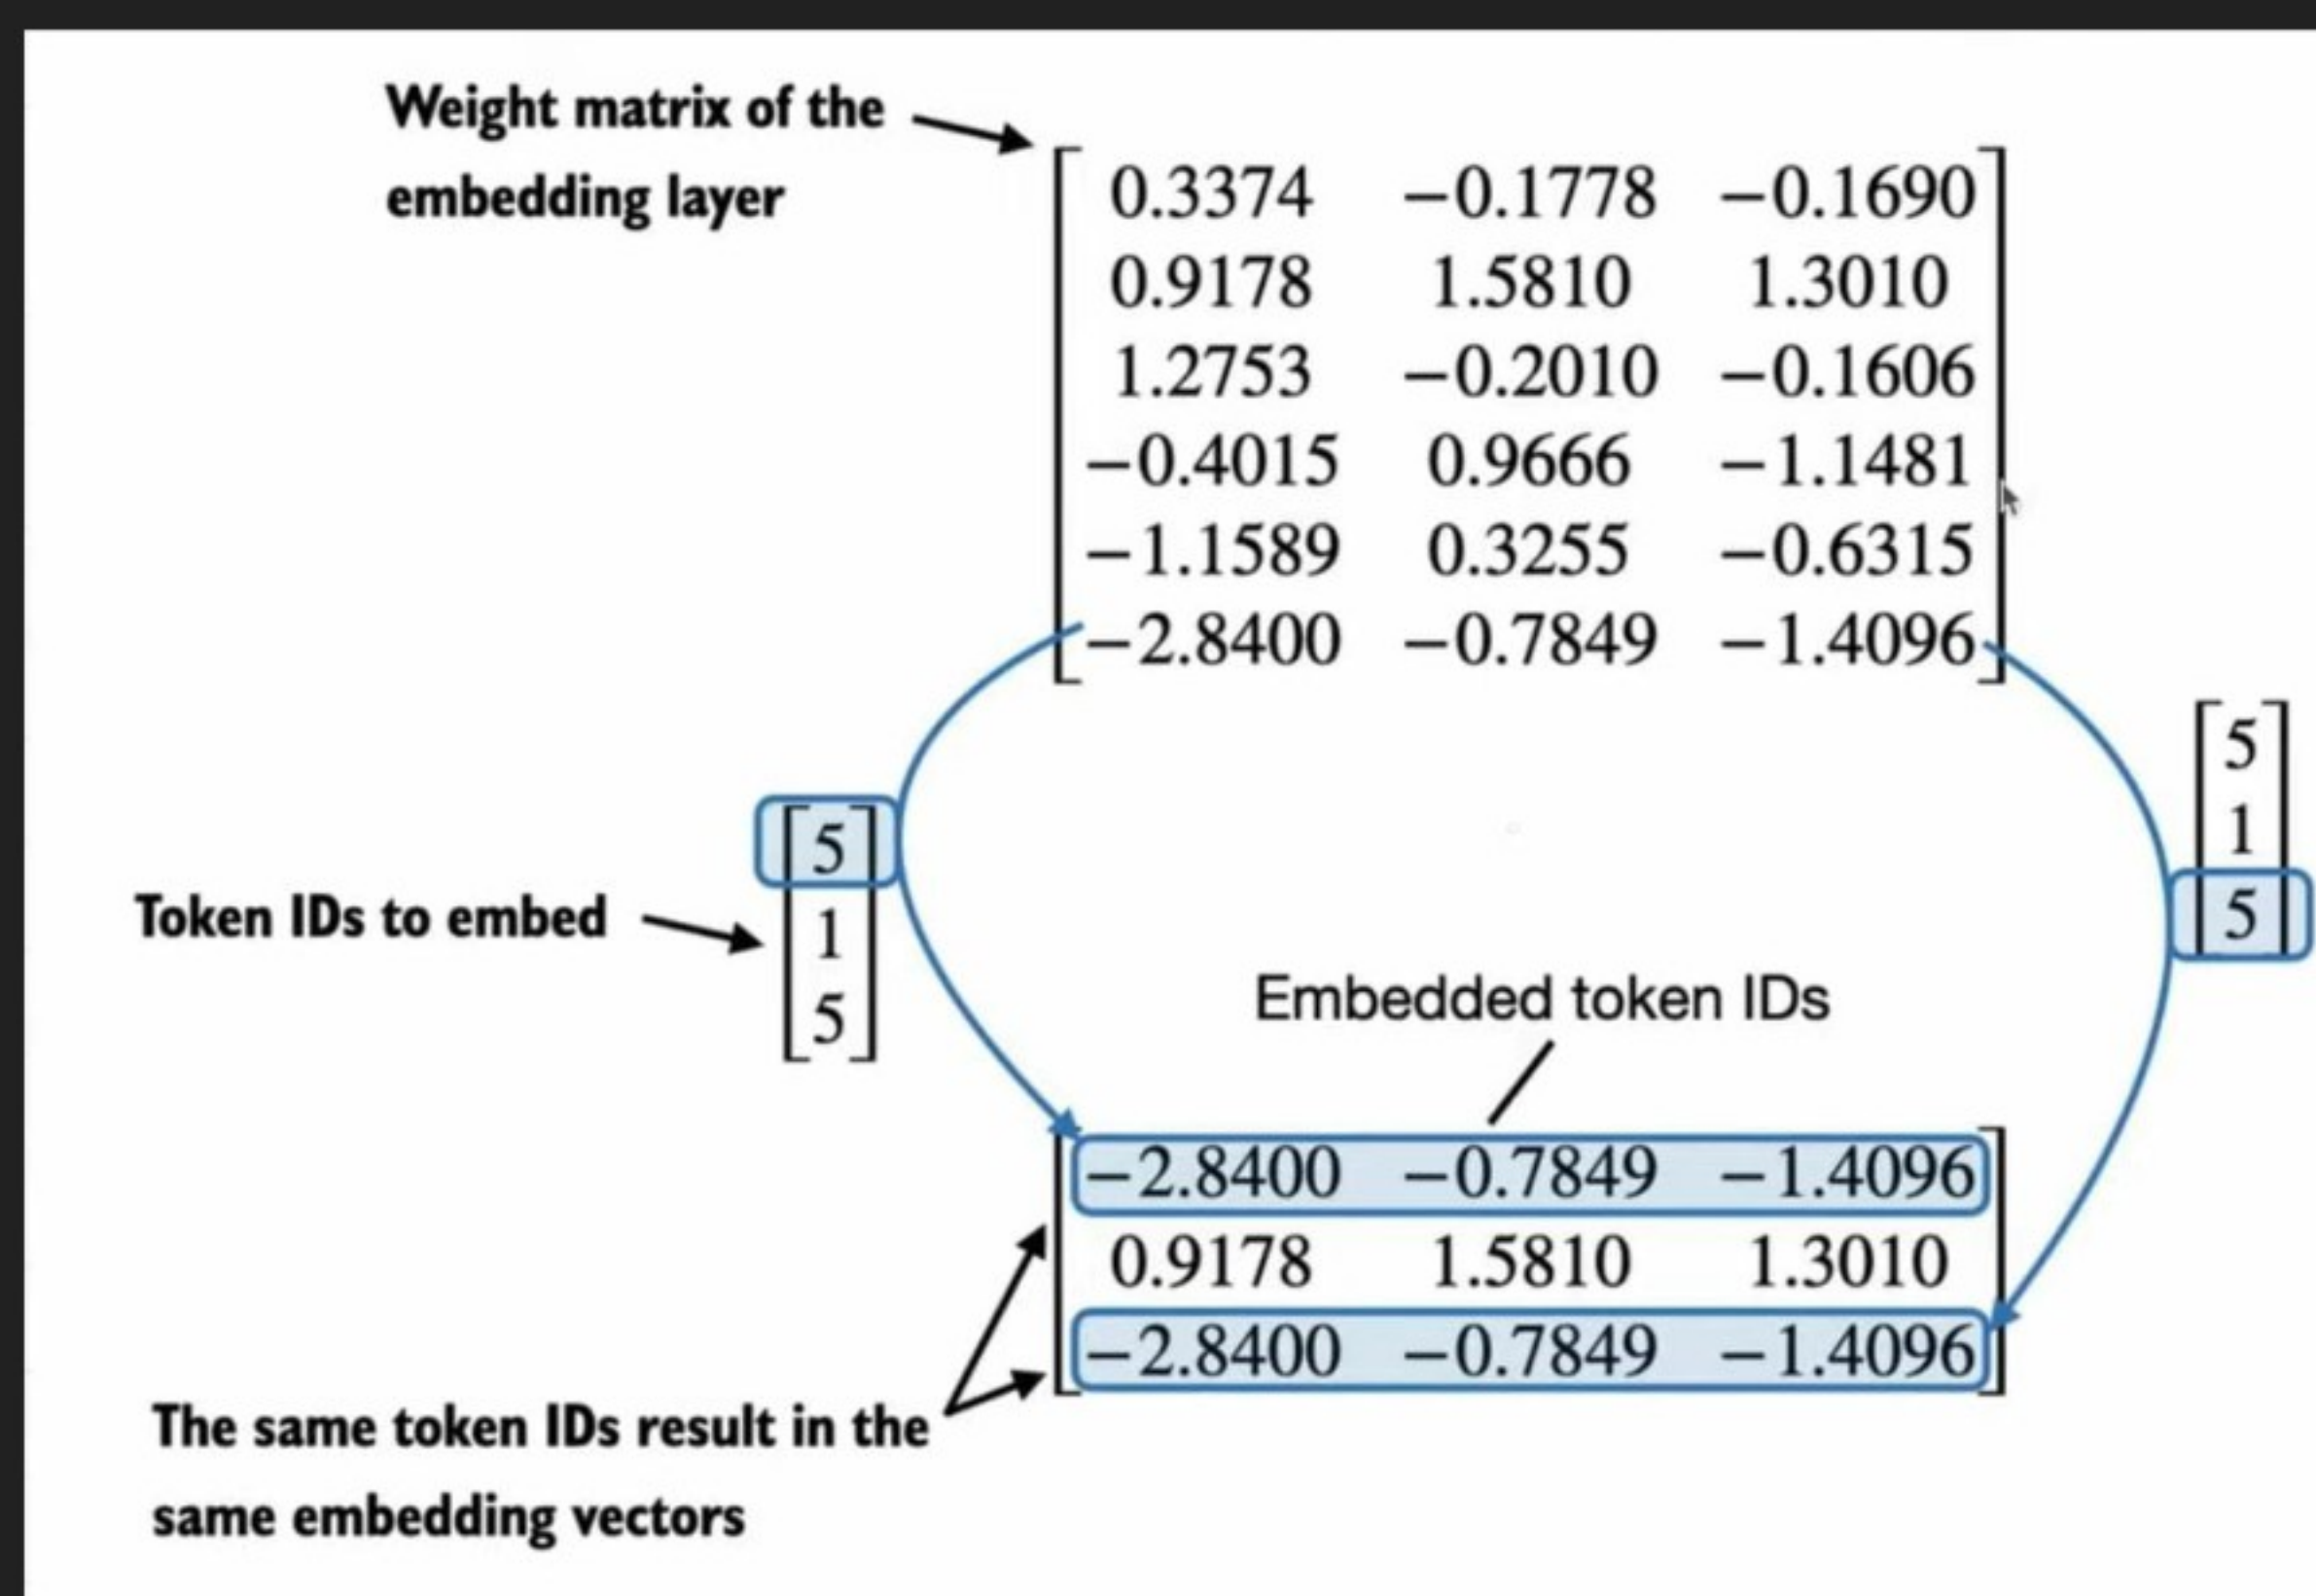 Weight matrix of the
embedding layer
0.3374 −0.1778 −0.1690
0.9178 1.5810 1.3010
1.2753 −0.2010 −0.1606
−0.4015 0.9666 −1.1481
−1.1589 0.3255 −0.6315
−2.8400 −0.7849 −1.4096
5
1
5
Token IDs to embed
5
1
5
Embedded token IDs
−2.8400 −0.7849 −1.4096
0.9178 1.5810 1.3010
−2.8400 −0.7849 −1.4096
The same token IDs result in the
same embedding vectors